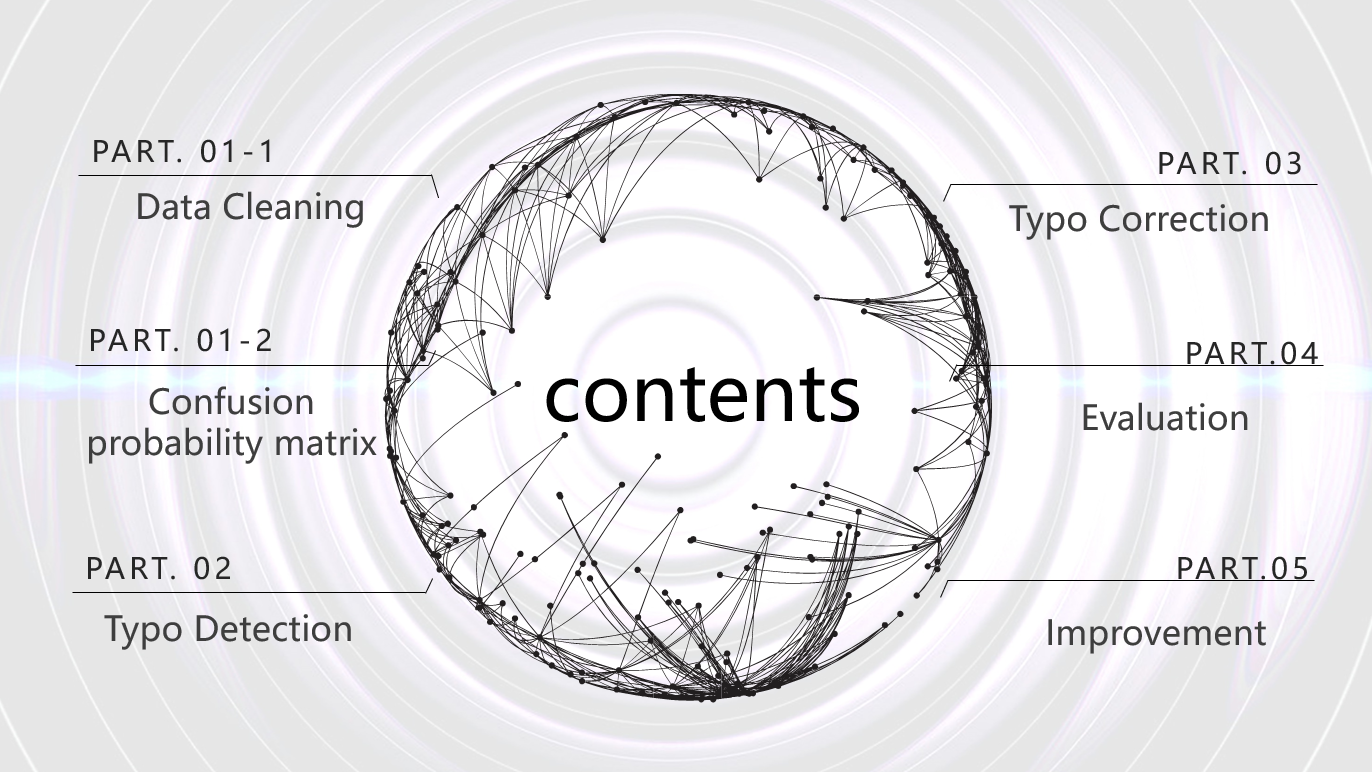 PART. 01-1
Data Cleaning
PART. 01-2
Confusion
probability matrix
PART. 02
Typo Detection
contents
PART. 03
Typo Correction
PART.04
Evaluation
PART.05
Improvement